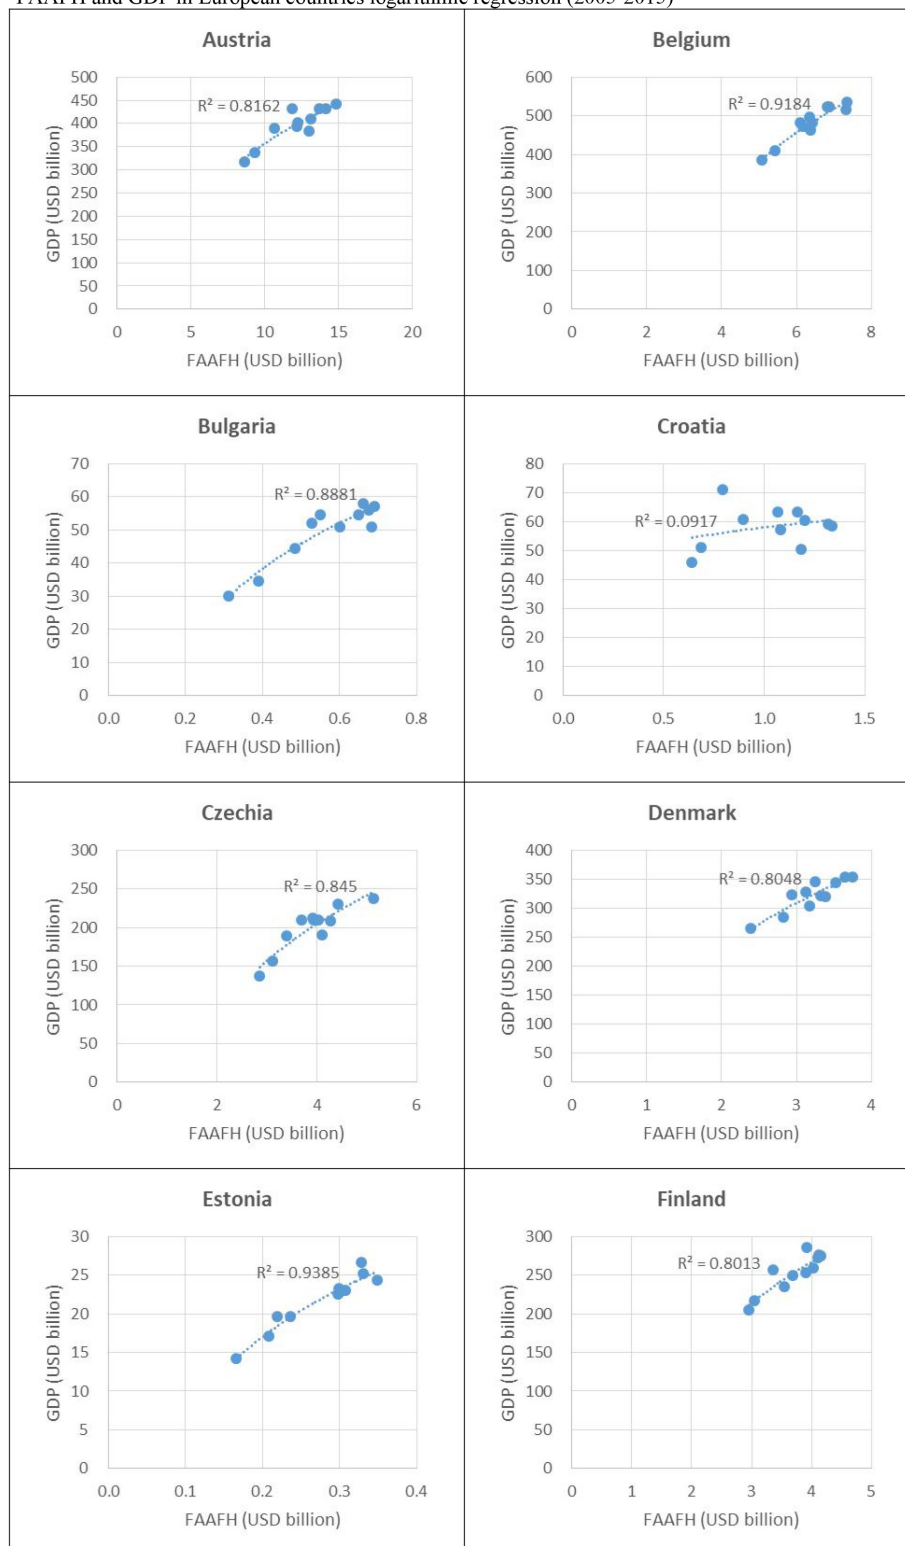 FAAFH and GDP in European countries logarithmic regression (2005-2015)
Austria
500
450
400
350
300
250
200
150
100
50
0
R² = 0.8162
GDP (USD billion)
0 5 10 15 20
FAAFH (USD billion)
Belgium
600
500
400
300
200
100
0
R² = 0.9184
GDP (USD billion)
0 2 4 6 8
FAAFH (USD billion)
Bulgaria
70
60
50
40
30
20
10
0
R² = 0.8881
GDP (USD billion)
0.0 0.2 0.4 0.6 0.8
FAAFH (USD billion)
Croatia
80
70
60
50
40
30
20
10
0
R² = 0.0917
GDP (USD billion)
0.0 0.5 1.0 1.5
FAAFH (USD billion)
Czechia
300
250
200
150
100
50
0
R² = 0.845
GDP (USD billion)
0 2 4 6
FAAFH (USD billion)
Denmark
400
350
300
250
200
150
100
50
0
R² = 0.8048
GDP (USD billion)
0 1 2 3 4
FAAFH (USD billion)
Estonia
30
25
20
15
10
5
0
R² = 0.9385
GDP (USD billion)
0.0 0.1 0.2 0.3 0.4
FAAFH (USD billion)
Finland
300
250
200
150
100
50
0
R² = 0.8013
GDP (USD billion)
0 1 2 3 4 5
FAAFH (USD billion)